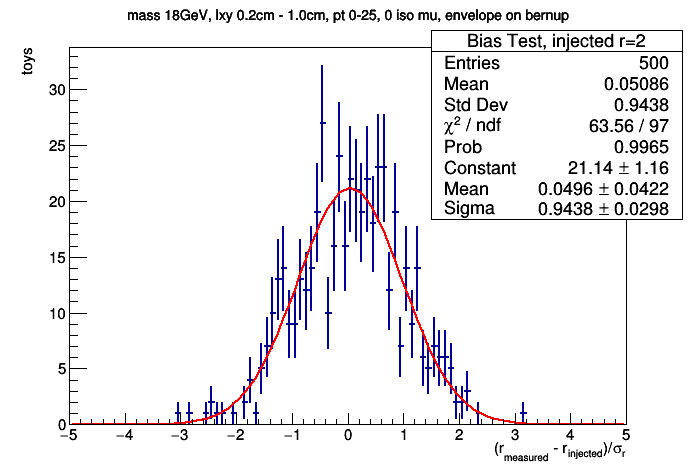 mass 18GeV, lxy 0.2cm - 1.0cm, pt 0-25, 0 iso mu, envelope on bernup
Bias Test, injected r=2
Entries 500
Mean 0.05086
Std Dev 0.9438
χ² / ndf 63.56 / 97
Prob 0.9965
Constant 21.14 ± 1.16
Mean 0.0496 ± 0.0422
Sigma 0.9438 ± 0.0298
toys
30
25
20
15
10
5
0
−5 −4 −3 −2 −1 0 1 2 3 4 5
(r_measured - r_injected)/σ_r